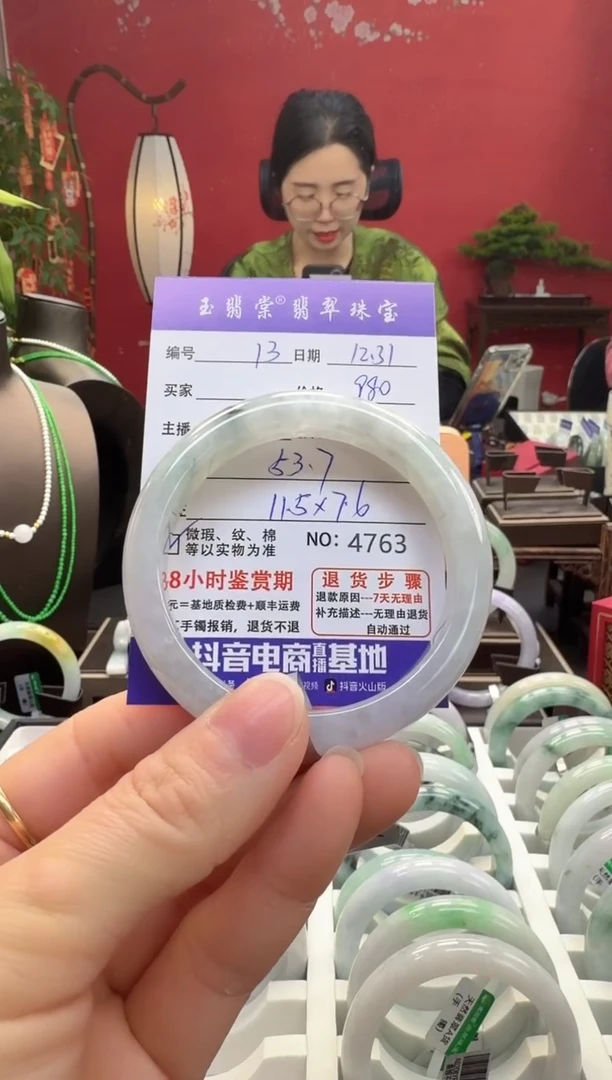 玉翡棠® 翡翠珠宝
编号 13 日期 12.31
买家 价格 980
主播
53.7
11.5×7.6
微瑕、纹、棉
等以实物为准
NO: 4763
8小时鉴赏期
元=基地质检费+顺丰运费
手镯报销，退货不退
退货步骤
退款原因---7天无理由
补充描述---无理由退货
自动通过
抖音电商直播基地
视频 抖音火山版